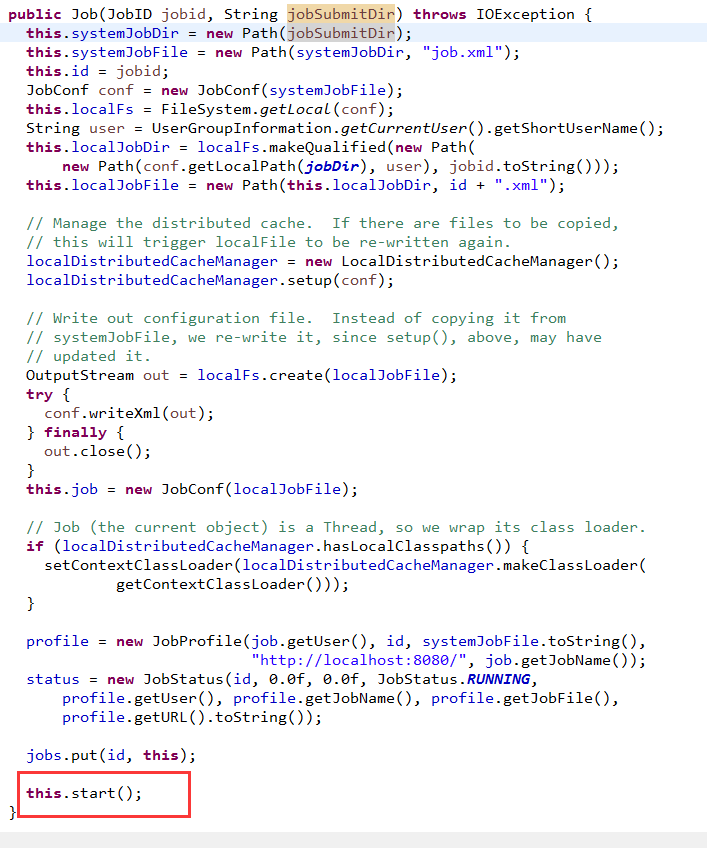 public Job(JobID jobid, String jobSubmitDir) throws IOException {
this.systemJobDir = new Path(jobSubmitDir);
this.systemJobFile = new Path(systemJobDir, "job.xml");
this.id = jobid;
JobConf conf = new JobConf(systemJobFile);
this.localFs = FileSystem.getLocal(conf);
String user = UserGroupInformation.getCurrentUser().getShortUserName();
this.localJobDir = localFs.makeQualified(new Path(
new Path(conf.getLocalPath(jobDir), user), jobid.toString()));
this.localJobFile = new Path(this.localJobDir, id + ".xml");
// Manage the distributed cache.  If there are files to be copied,
// this will trigger localFile to be re-written again.
localDistributedCacheManager = new LocalDistributedCacheManager();
localDistributedCacheManager.setup(conf);
// Write out configuration file.  Instead of copying it from
// systemJobFile, we re-write it, since setup(), above, may have
// updated it.
OutputStream out = localFs.create(localJobFile);
try {
conf.writeXml(out);
} finally {
out.close();
}
this.job = new JobConf(localJobFile);
// Job (the current object) is a Thread, so we wrap its class loader.
if (localDistributedCacheManager.hasLocalClasspaths()) {
setContextClassLoader(localDistributedCacheManager.makeClassLoader(
getContextClassLoader()));
}
profile = new JobProfile(job.getUser(), id, systemJobFile.toString(),
"http://localhost:8080/", job.getJobName());
status = new JobStatus(id, 0.0f, 0.0f, JobStatus.RUNNING,
profile.getUser(), profile.getJobName(), profile.getJobFile(),
profile.getURL().toString());
jobs.put(id, this);
this.start();
}